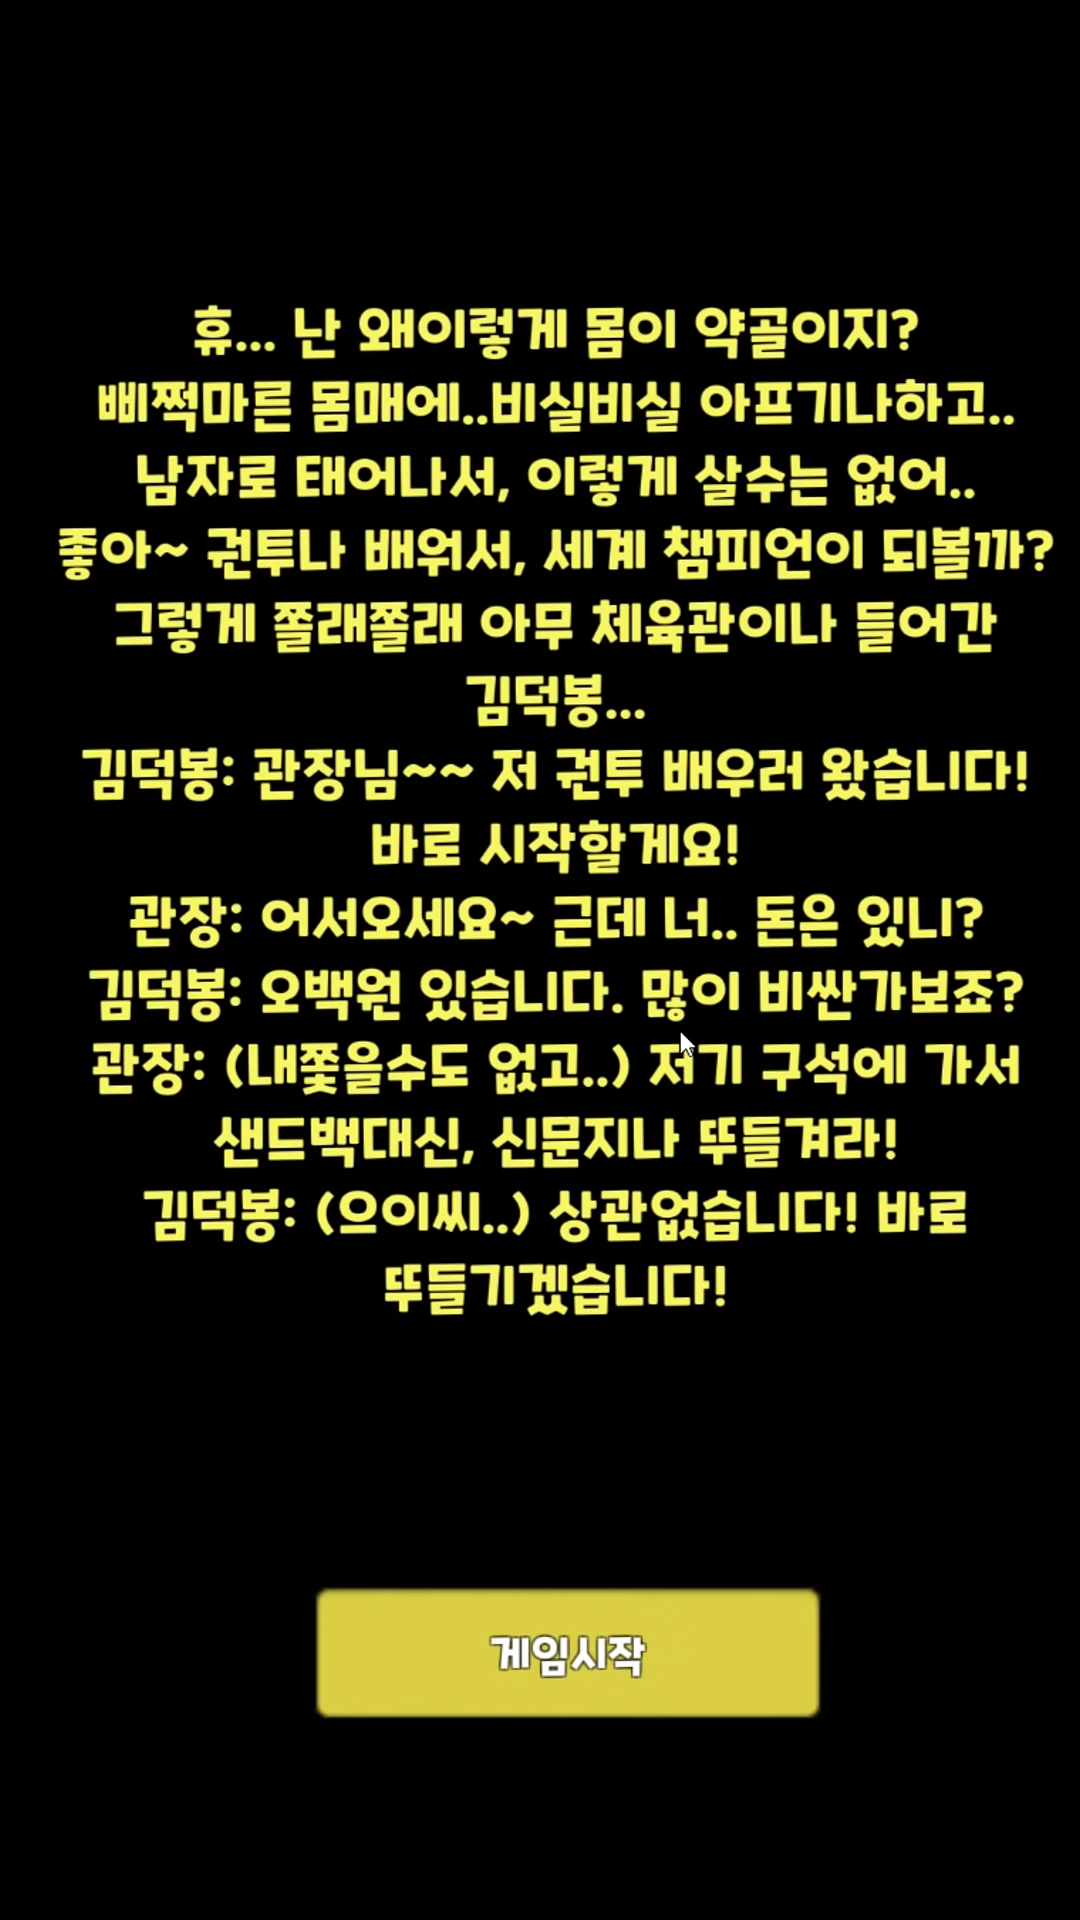 휴... 난 왜이렇게 몸이 약골이지?
삐쩍마른 몸매에..비실비실 아프기나하고..
남자로 태어나서, 이렇게 살수는 없어..
좋아~ 권투나 배워서, 세계 챔피언이 되볼까?
그렇게 쫄래쫄래 아무 체육관이나 들어간
김덕봉...
김덕봉: 관장님~~ 저 권투 배우러 왔습니다!
바로 시작할게요!
관장: 어서오세요~ 근데 너.. 돈은 있니?
김덕봉: 오백원 있습니다. 많이 비싼가보죠?
관장: (내쫓을수도 없고..) 저기 구석에 가서
샌드백대신, 신문지나 뚜들겨라!
김덕봉: (으이씨..) 상관없습니다! 바로
뚜들기겠습니다!
게임시작